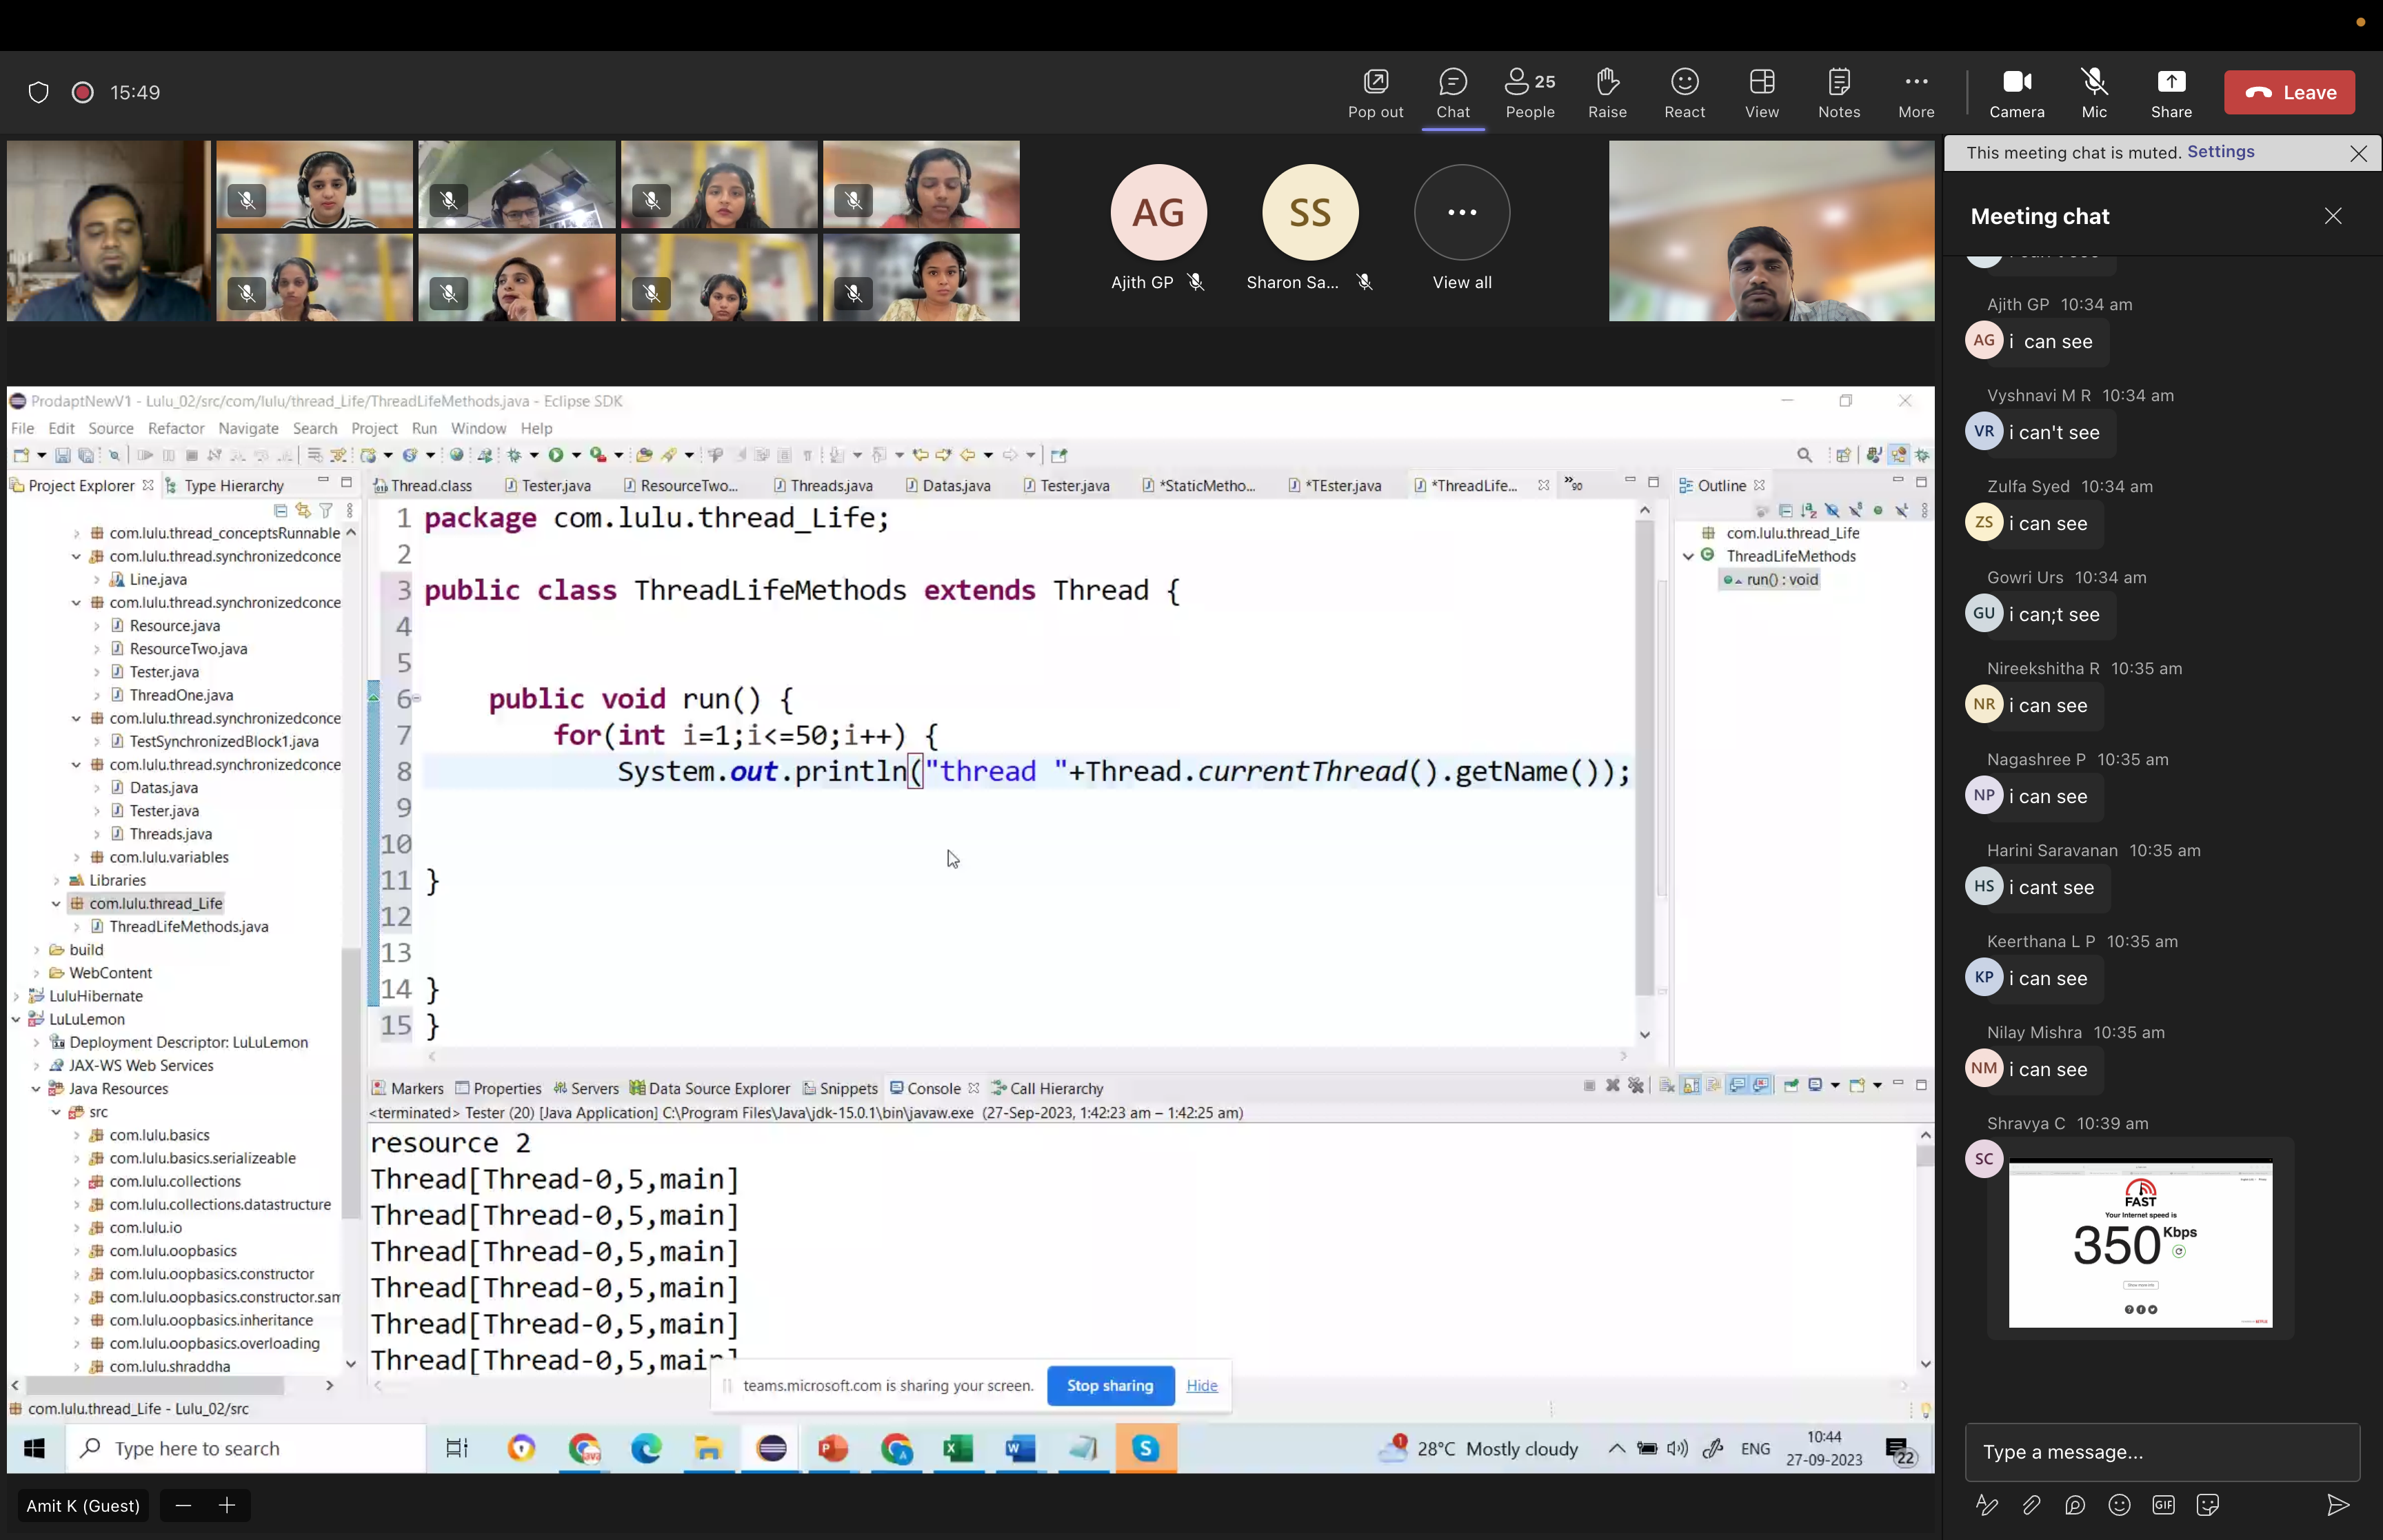 15:49
Pop out
Chat
25
People
Raise
React
View
Notes
More
Camera
Mic
Share
Leave
AG
Ajith GP
SS
Sharon Sa...
View all
This meeting chat is muted. Settings
Meeting chat
Ajith GP 10:34 am
AG
i can see
Vyshnavi M R 10:34 am
VR
i can't see
Zulfa Syed 10:34 am
ZS
i can see
Gowri Urs 10:34 am
GU
i can;t see
Nireekshitha R 10:35 am
NR
i can see
Nagashree P 10:35 am
NP
i can see
Harini Saravanan 10:35 am
HS
i cant see
Keerthana L P 10:35 am
KP
i can see
Nilay Mishra 10:35 am
NM
i can see
Shravya C 10:39 am
SC
FAST
Your Internet speed is
350 Kbps
Type a message...
GIF
ProdaptNewV1 - Lulu_02/src/com/lulu/thread_Life/ThreadLifeMethods.java - Eclipse SDK
File Edit Source Refactor Navigate Search Project Run Window Help
Project Explorer
Type Hierarchy
com.lulu.thread_conceptsRunnable
com.lulu.thread.synchronizedconce
Line.java
com.lulu.thread.synchronizedconce
Resource.java
ResourceTwo.java
Tester.java
ThreadOne.java
com.lulu.thread.synchronizedconce
TestSynchronizedBlock1.java
com.lulu.thread.synchronizedconce
Datas.java
Tester.java
Threads.java
com.lulu.variables
Libraries
com.lulu.thread_Life
ThreadLifeMethods.java
build
WebContent
LuluHibernate
LuLuLemon
Deployment Descriptor: LuLuLemon
JAX-WS Web Services
Java Resources
src
com.lulu.basics
com.lulu.basics.serializeable
com.lulu.collections
com.lulu.collections.datastructure
com.lulu.io
com.lulu.oopbasics
com.lulu.oopbasics.constructor
com.lulu.oopbasics.constructor.sam
com.lulu.oopbasics.inheritance
com.lulu.oopbasics.overloading
com.lulu.shraddha
Thread.class Tester.java ResourceTwo... Threads.java Datas.java Tester.java *StaticMetho... *TEster.java *ThreadLife... »90
1 package com.lulu.thread_Life;
2
3 public class ThreadLifeMethods extends Thread {
4
5
6 public void run() {
7 for(int i=1;i<=50;i++) {
8 System.out.println("thread "+Thread.currentThread().getName());
9
10
11 }
12
13
14 }
15 }
Outline
com.lulu.thread_Life
ThreadLifeMethods
run() : void
Markers Properties Servers Data Source Explorer Snippets Console Call Hierarchy
<terminated> Tester (20) [Java Application] C:\Program Files\Java\jdk-15.0.1\bin\javaw.exe (27-Sep-2023, 1:42:23 am – 1:42:25 am)
resource 2
Thread[Thread-0,5,main]
Thread[Thread-0,5,main]
Thread[Thread-0,5,main]
Thread[Thread-0,5,main]
Thread[Thread-0,5,main]
Thread[Thread-0,5,main]
teams.microsoft.com is sharing your screen.
Stop sharing
Hide
com.lulu.thread_Life - Lulu_02/src
Type here to search
28°C Mostly cloudy
ENG
10:44
27-09-2023
22
Amit K (Guest)